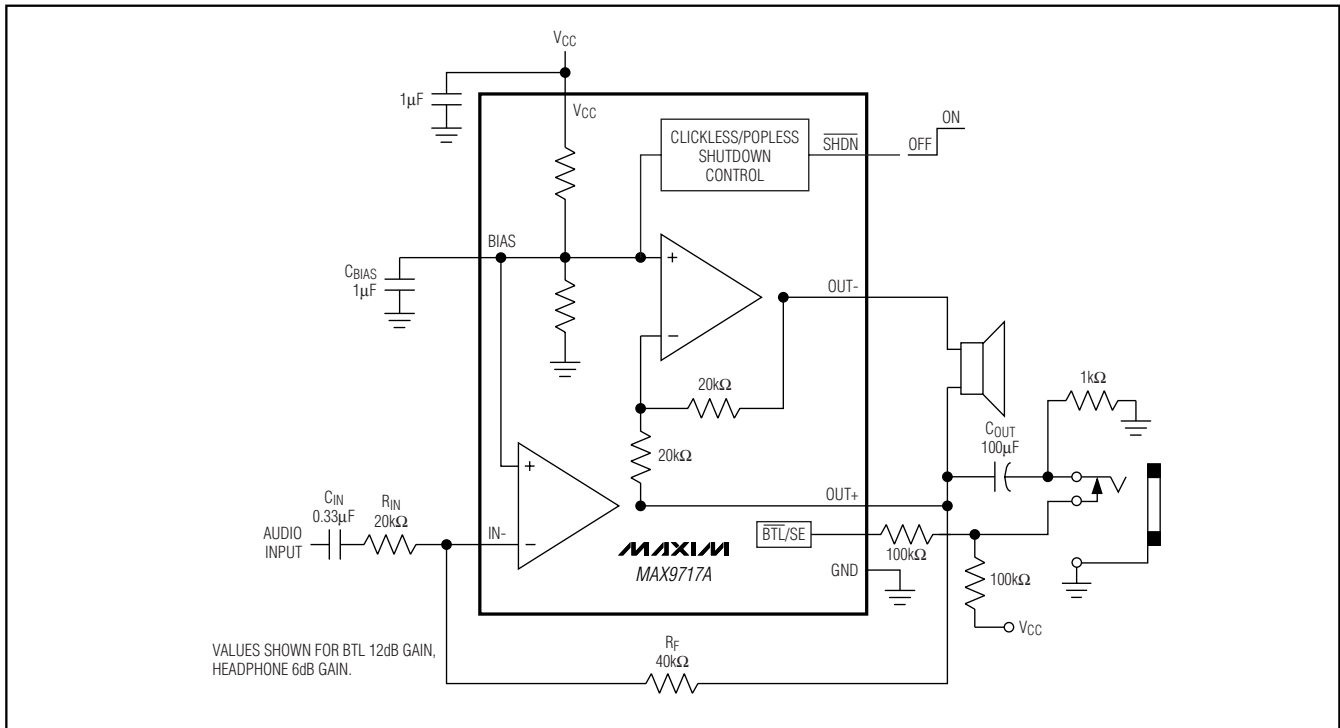 VCC
1µF
VCC
CLICKLESS/POPLESS
SHUTDOWN
CONTROL
SHDN
OFF
ON
BIAS
CBIAS
1µF
+
−
OUT-
20kΩ
20kΩ
1kΩ
COUT
100µF
CIN
0.33µF
RIN
20kΩ
AUDIO
INPUT
IN-
+
−
OUT+
MAXIM
MAX9717A
BTL/SE
100kΩ
GND
100kΩ
VCC
VALUES SHOWN FOR BTL 12dB GAIN,
HEADPHONE 6dB GAIN.
RF
40kΩ